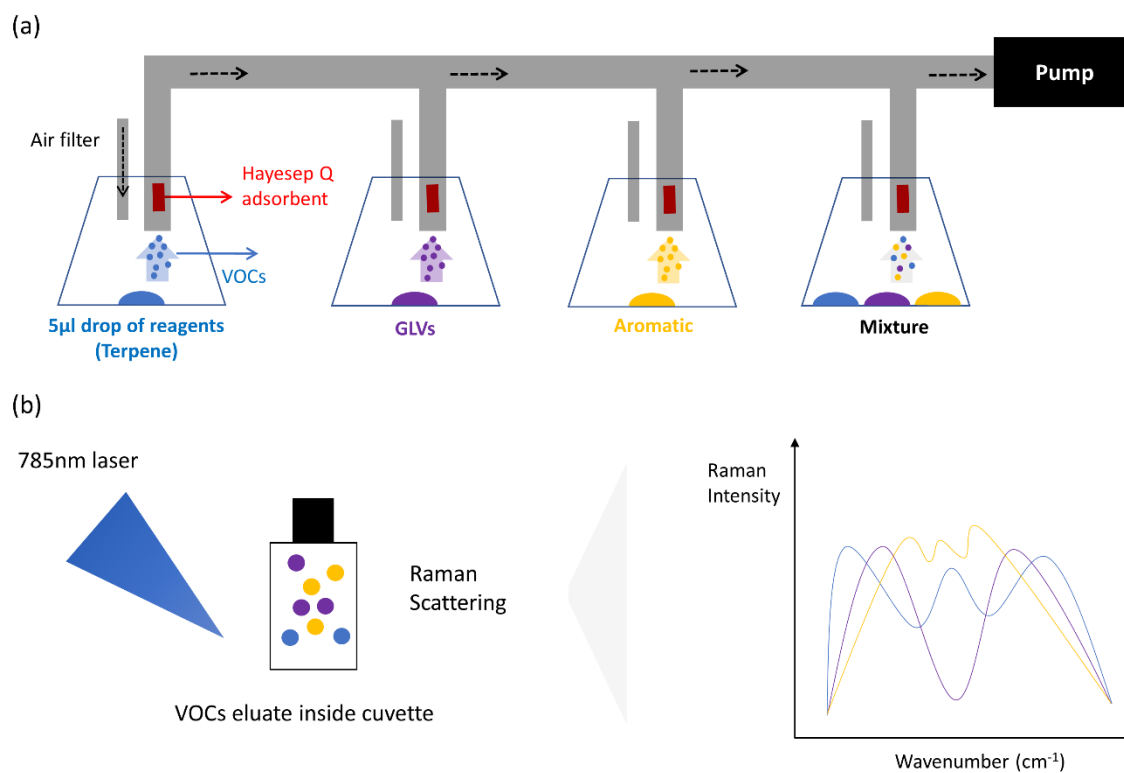 (a)
Pump
Air filter
Hayesep Q
adsorbent
VOCs
5µl drop of reagents
(Terpene)
GLVs
Aromatic
Mixture
(b)
785nm laser
Raman
Scattering
VOCs eluate inside cuvette
Raman
Intensity
Wavenumber (cm⁻¹)